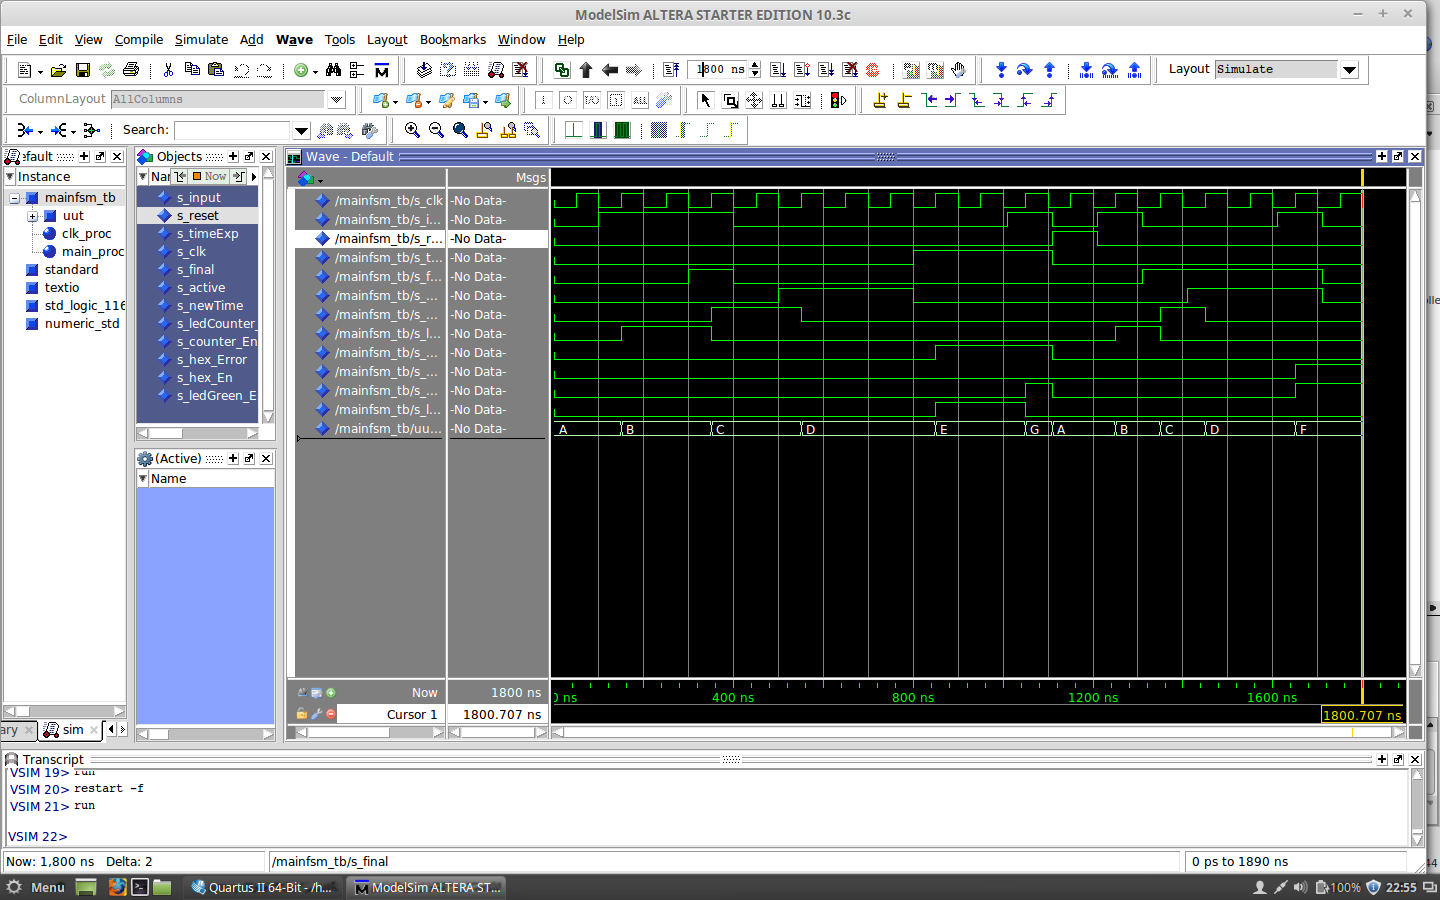 ModelSim ALTERA STARTER EDITION 10.3c
File Edit View Compile Simulate Add Wave Tools Layout Bookmarks Window Help
1800 ns
Layout Simulate
ColumnLayout AllColumns
Search:
efault
Instance
mainfsm_tb
uut
clk_proc
main_proc
standard
textio
std_logic_116
numeric_std
sim
Objects
Now
s_input
s_reset
s_timeExp
s_clk
s_final
s_active
s_newTime
s_ledCounter_
s_counter_En
s_hex_Error
s_hex_En
s_ledGreen_E
(Active)
Name
Wave - Default
Msgs
/mainfsm_tb/s_clk -No Data-
/mainfsm_tb/s_i... -No Data-
/mainfsm_tb/s_r... -No Data-
/mainfsm_tb/s_t... -No Data-
/mainfsm_tb/s_f... -No Data-
/mainfsm_tb/s_... -No Data-
/mainfsm_tb/s_... -No Data-
/mainfsm_tb/s_l... -No Data-
/mainfsm_tb/s_... -No Data-
/mainfsm_tb/s_... -No Data-
/mainfsm_tb/s_... -No Data-
/mainfsm_tb/s_l... -No Data-
/mainfsm_tb/uu... -No Data-
A B C D E G A B C D F
Now 1800 ns
0 ns 400 ns 800 ns 1200 ns 1600 ns
Cursor 1 1800.707 ns
1800.707 ns
Transcript
VSIM 19> run
VSIM 20> restart -f
VSIM 21> run
VSIM 22>
Now: 1,800 ns Delta: 2
/mainfsm_tb/s_final
0 ps to 1890 ns
Menu
Quartus II 64-Bit - /h...
ModelSim ALTERA ST...
100%
22:55